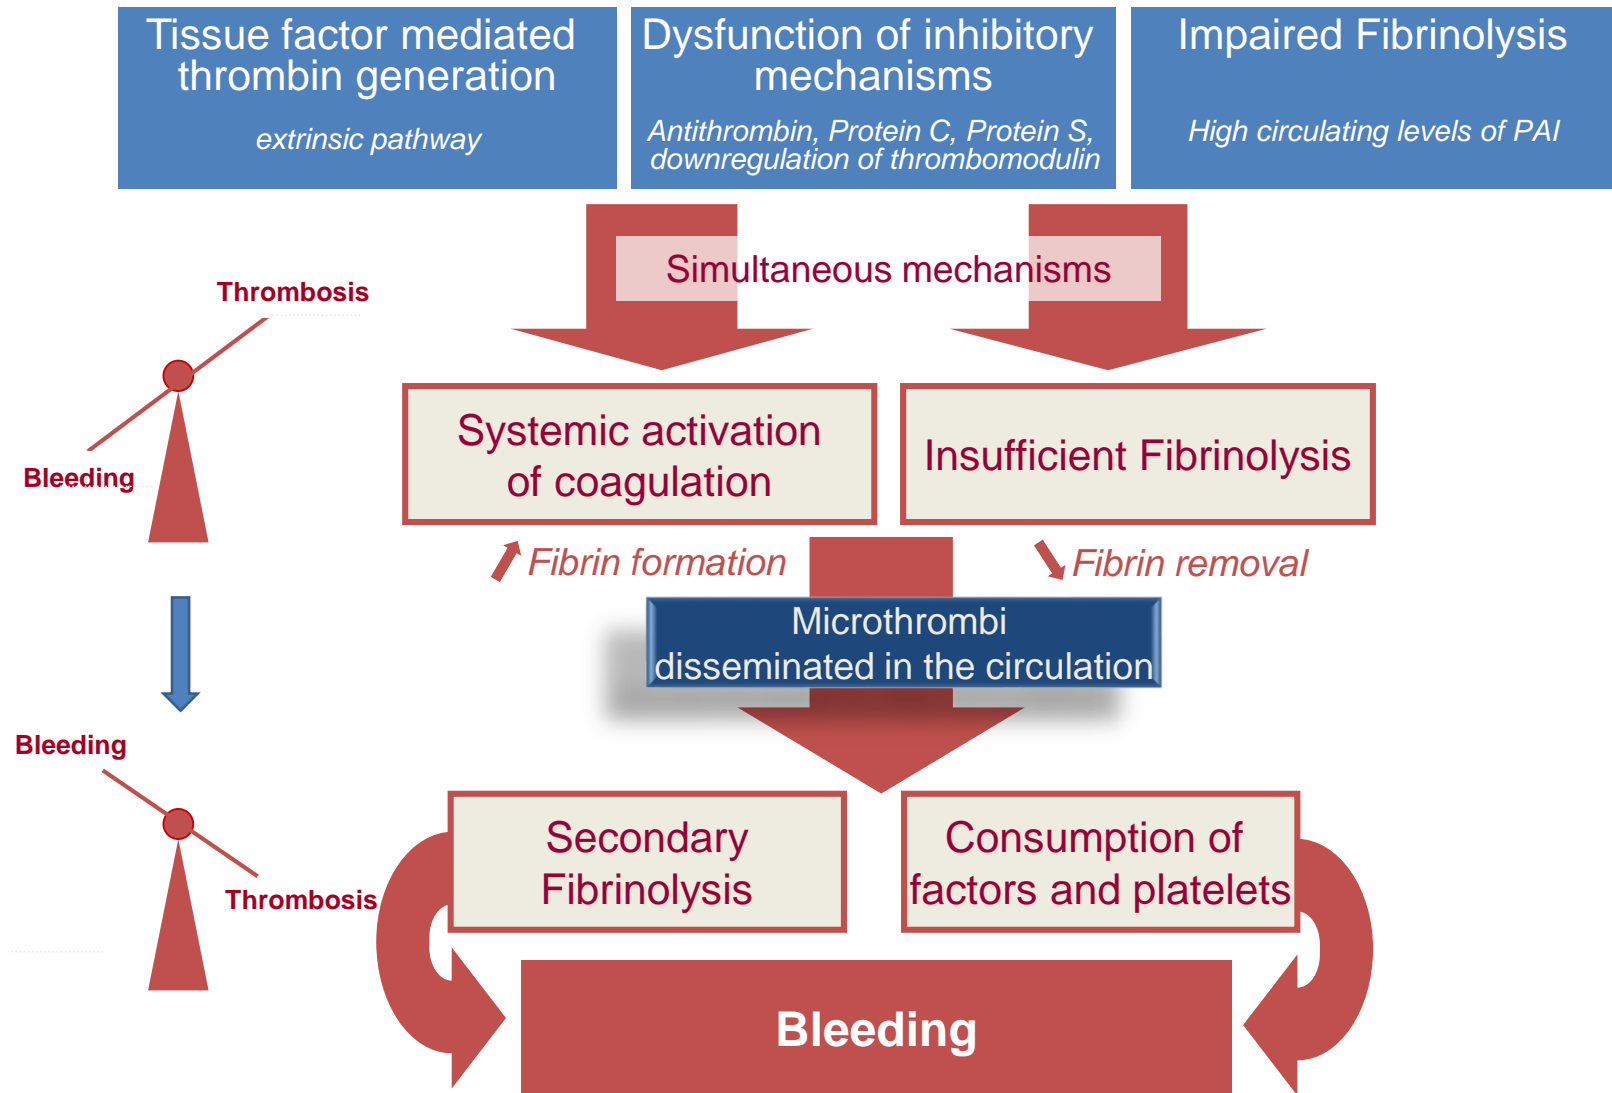 Tissue factor mediated
thrombin generation
extrinsic pathway
Dysfunction of inhibitory
mechanisms
Antithrombin, Protein C, Protein S,
downregulation of thrombomodulin
Impaired Fibrinolysis
High circulating levels of PAI
Simultaneous mechanisms
Thrombosis
Bleeding
Systemic activation
of coagulation
Insufficient Fibrinolysis
Fibrin formation
Fibrin removal
Microthrombi
disseminated in the circulation
Bleeding
Thrombosis
Secondary
Fibrinolysis
Consumption of
factors and platelets
Bleeding